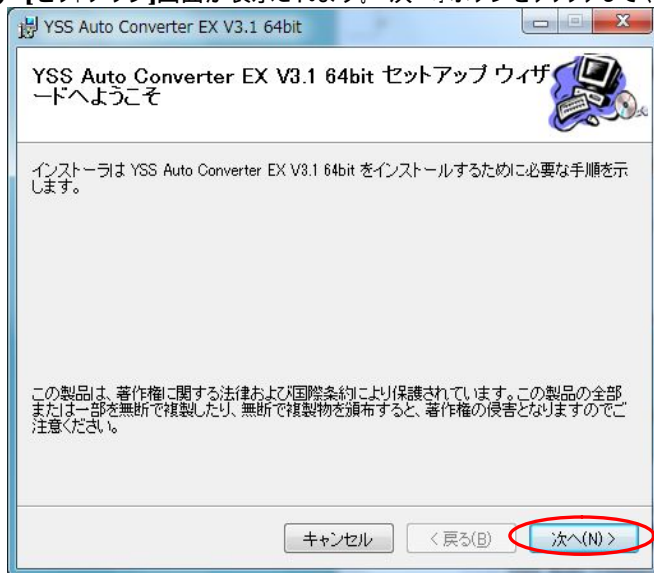 YSS Auto Converter EX V3.1 64bit
YSS Auto Converter EX V3.1 64bit セットアップ ウィザ
ードへようこそ
インストーラは YSS Auto Converter EX V3.1 64bit をインストールするために必要な手順を示
します。
この製品は、著作権に関する法律および国際条約により保護されています。この製品の全部
または一部を無断で複製したり、無断で複製物を頒布すると、著作権の侵害となりますのでご
注意ください。
キャンセル
< 戻る(B)
次へ(N) >